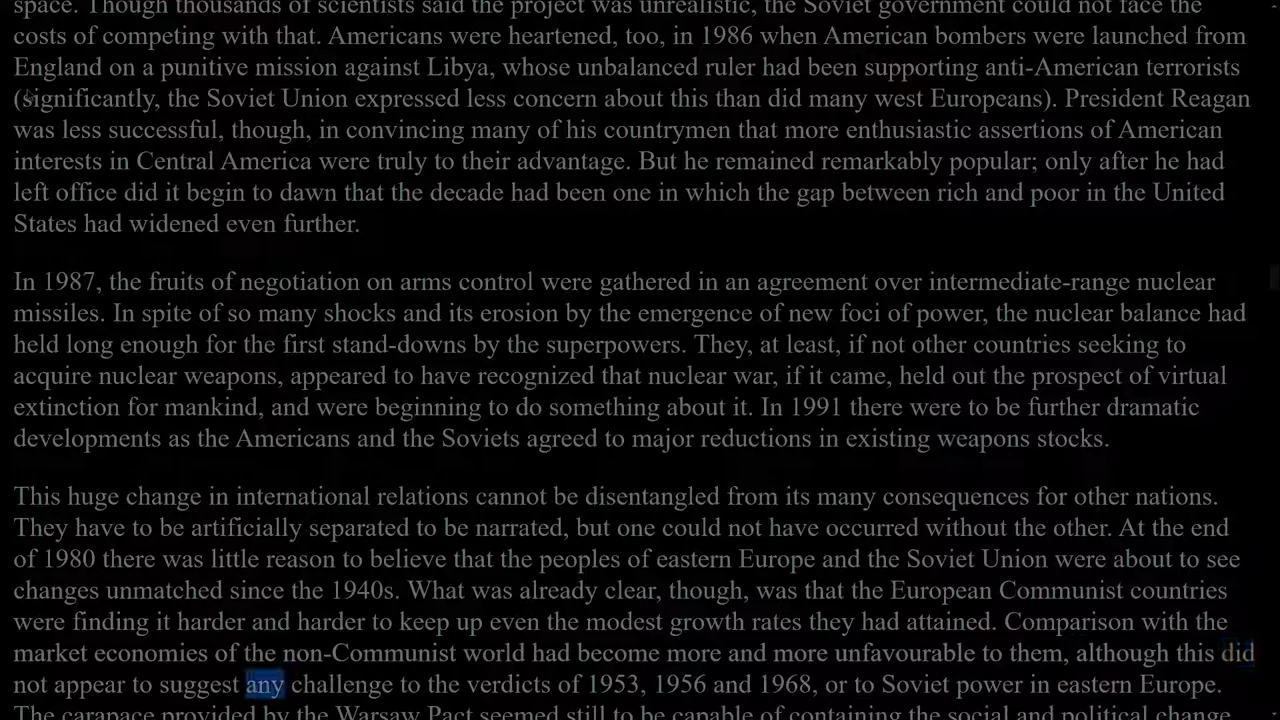 space. Though thousands of scientists said the project was unrealistic, the Soviet government could not face the
costs of competing with that. Americans were heartened, too, in 1986 when American bombers were launched from
England on a punitive mission against Libya, whose unbalanced ruler had been supporting anti-American terrorists
(significantly, the Soviet Union expressed less concern about this than did many west Europeans). President Reagan
was less successful, though, in convincing many of his countrymen that more enthusiastic assertions of American
interests in Central America were truly to their advantage. But he remained remarkably popular; only after he had
left office did it begin to dawn that the decade had been one in which the gap between rich and poor in the United
States had widened even further.
In 1987, the fruits of negotiation on arms control were gathered in an agreement over intermediate-range nuclear
missiles. In spite of so many shocks and its erosion by the emergence of new foci of power, the nuclear balance had
held long enough for the first stand-downs by the superpowers. They, at least, if not other countries seeking to
acquire nuclear weapons, appeared to have recognized that nuclear war, if it came, held out the prospect of virtual
extinction for mankind, and were beginning to do something about it. In 1991 there were to be further dramatic
developments as the Americans and the Soviets agreed to major reductions in existing weapons stocks.
This huge change in international relations cannot be disentangled from its many consequences for other nations.
They have to be artificially separated to be narrated, but one could not have occurred without the other. At the end
of 1980 there was little reason to believe that the peoples of eastern Europe and the Soviet Union were about to see
changes unmatched since the 1940s. What was already clear, though, was that the European Communist countries
were finding it harder and harder to keep up even the modest growth rates they had attained. Comparison with the
market economies of the non-Communist world had become more and more unfavourable to them, although this did
not appear to suggest any challenge to the verdicts of 1953, 1956 and 1968, or to Soviet power in eastern Europe.
The carapace provided by the Warsaw Pact seemed still to be capable of containing the social and political change